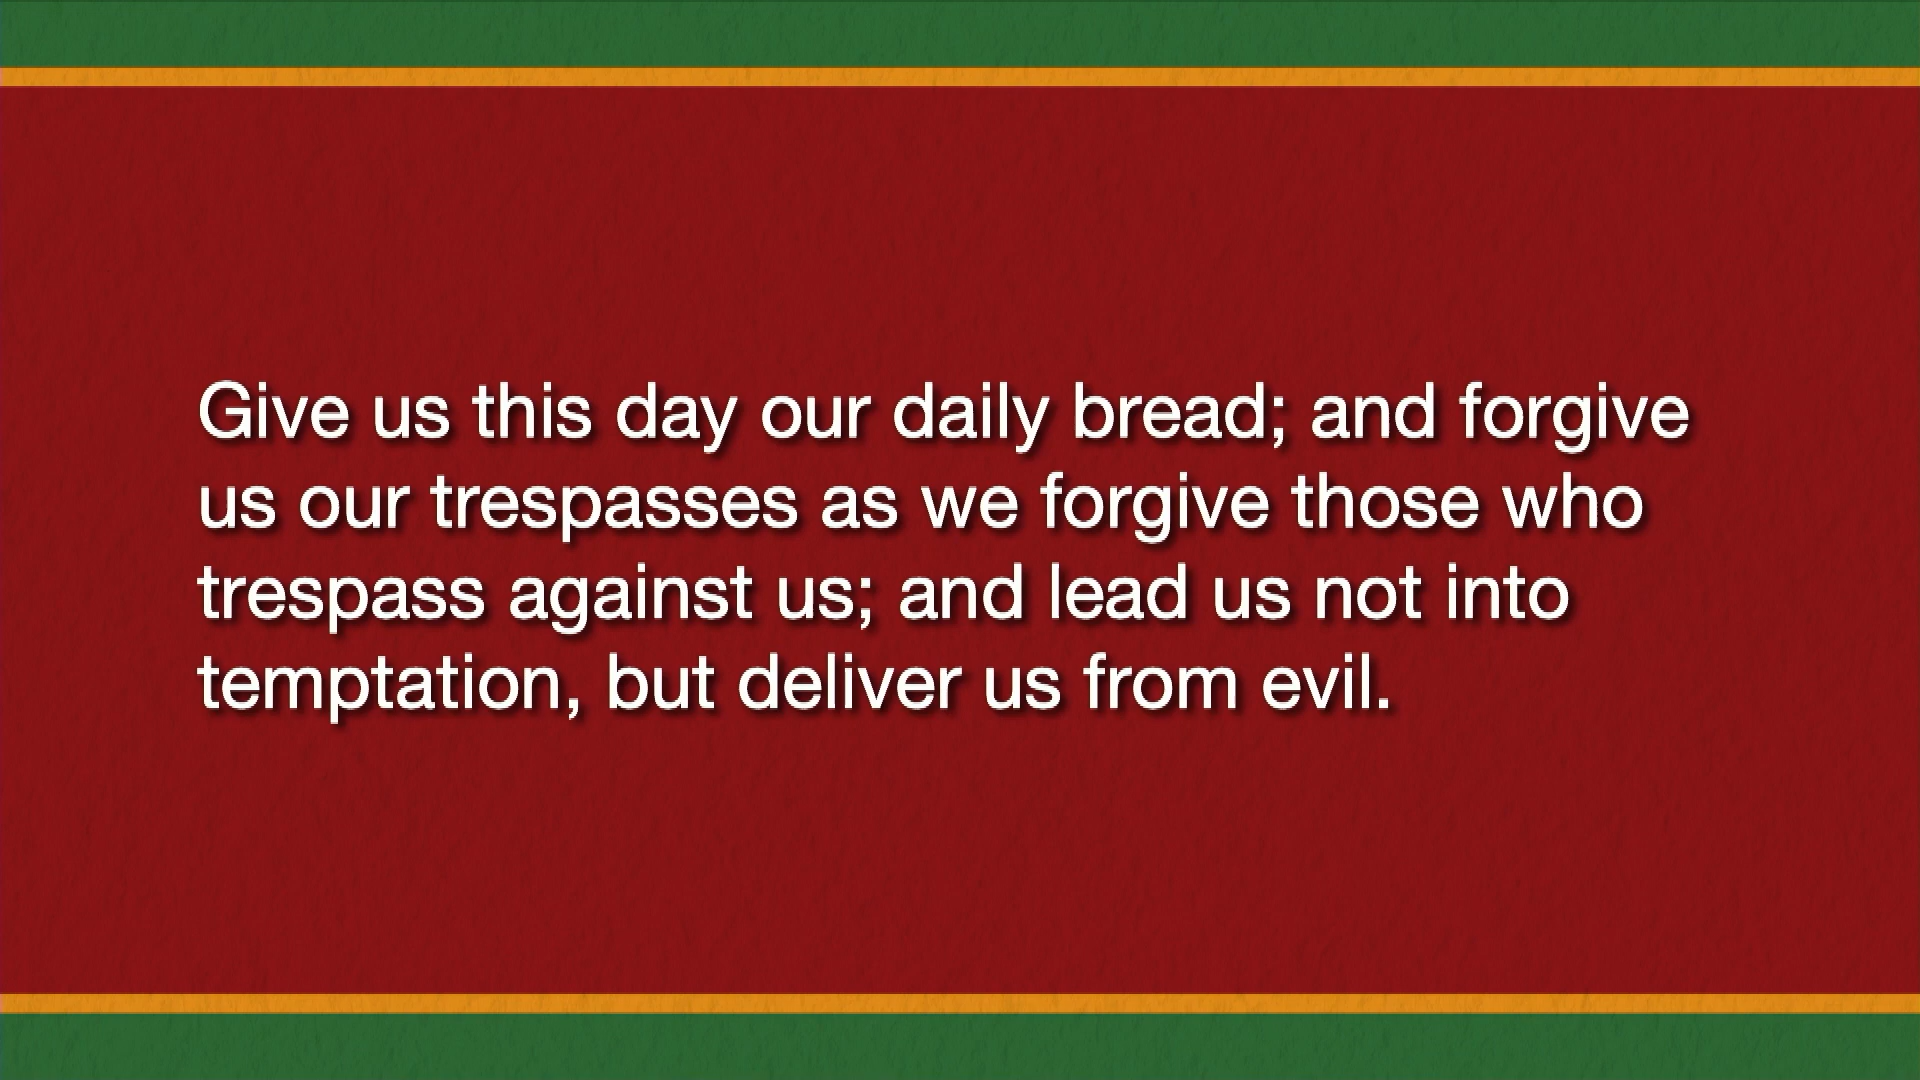 Give us this day our daily bread; and forgive
us our trespasses as we forgive those who
trespass against us; and lead us not into
temptation, but deliver us from evil.